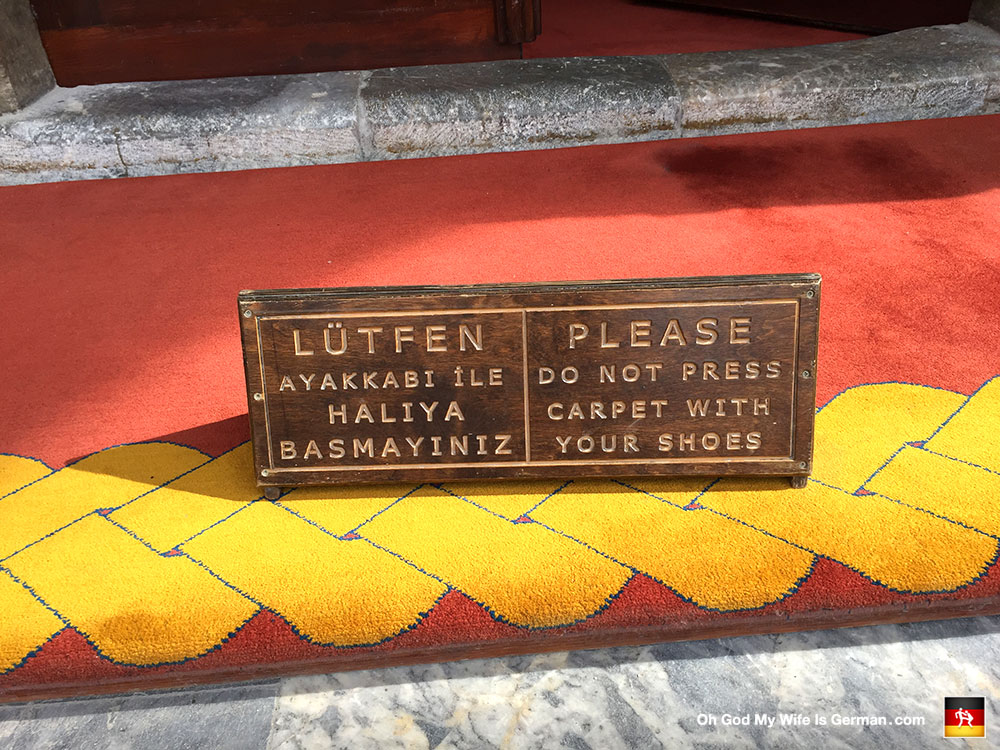 LÜTFEN
AYAKKABI İLE
HALIYA
BASMAYINIZ
PLEASE
DO NOT PRESS
CARPET WITH
YOUR SHOES
Oh God My Wife Is German.com